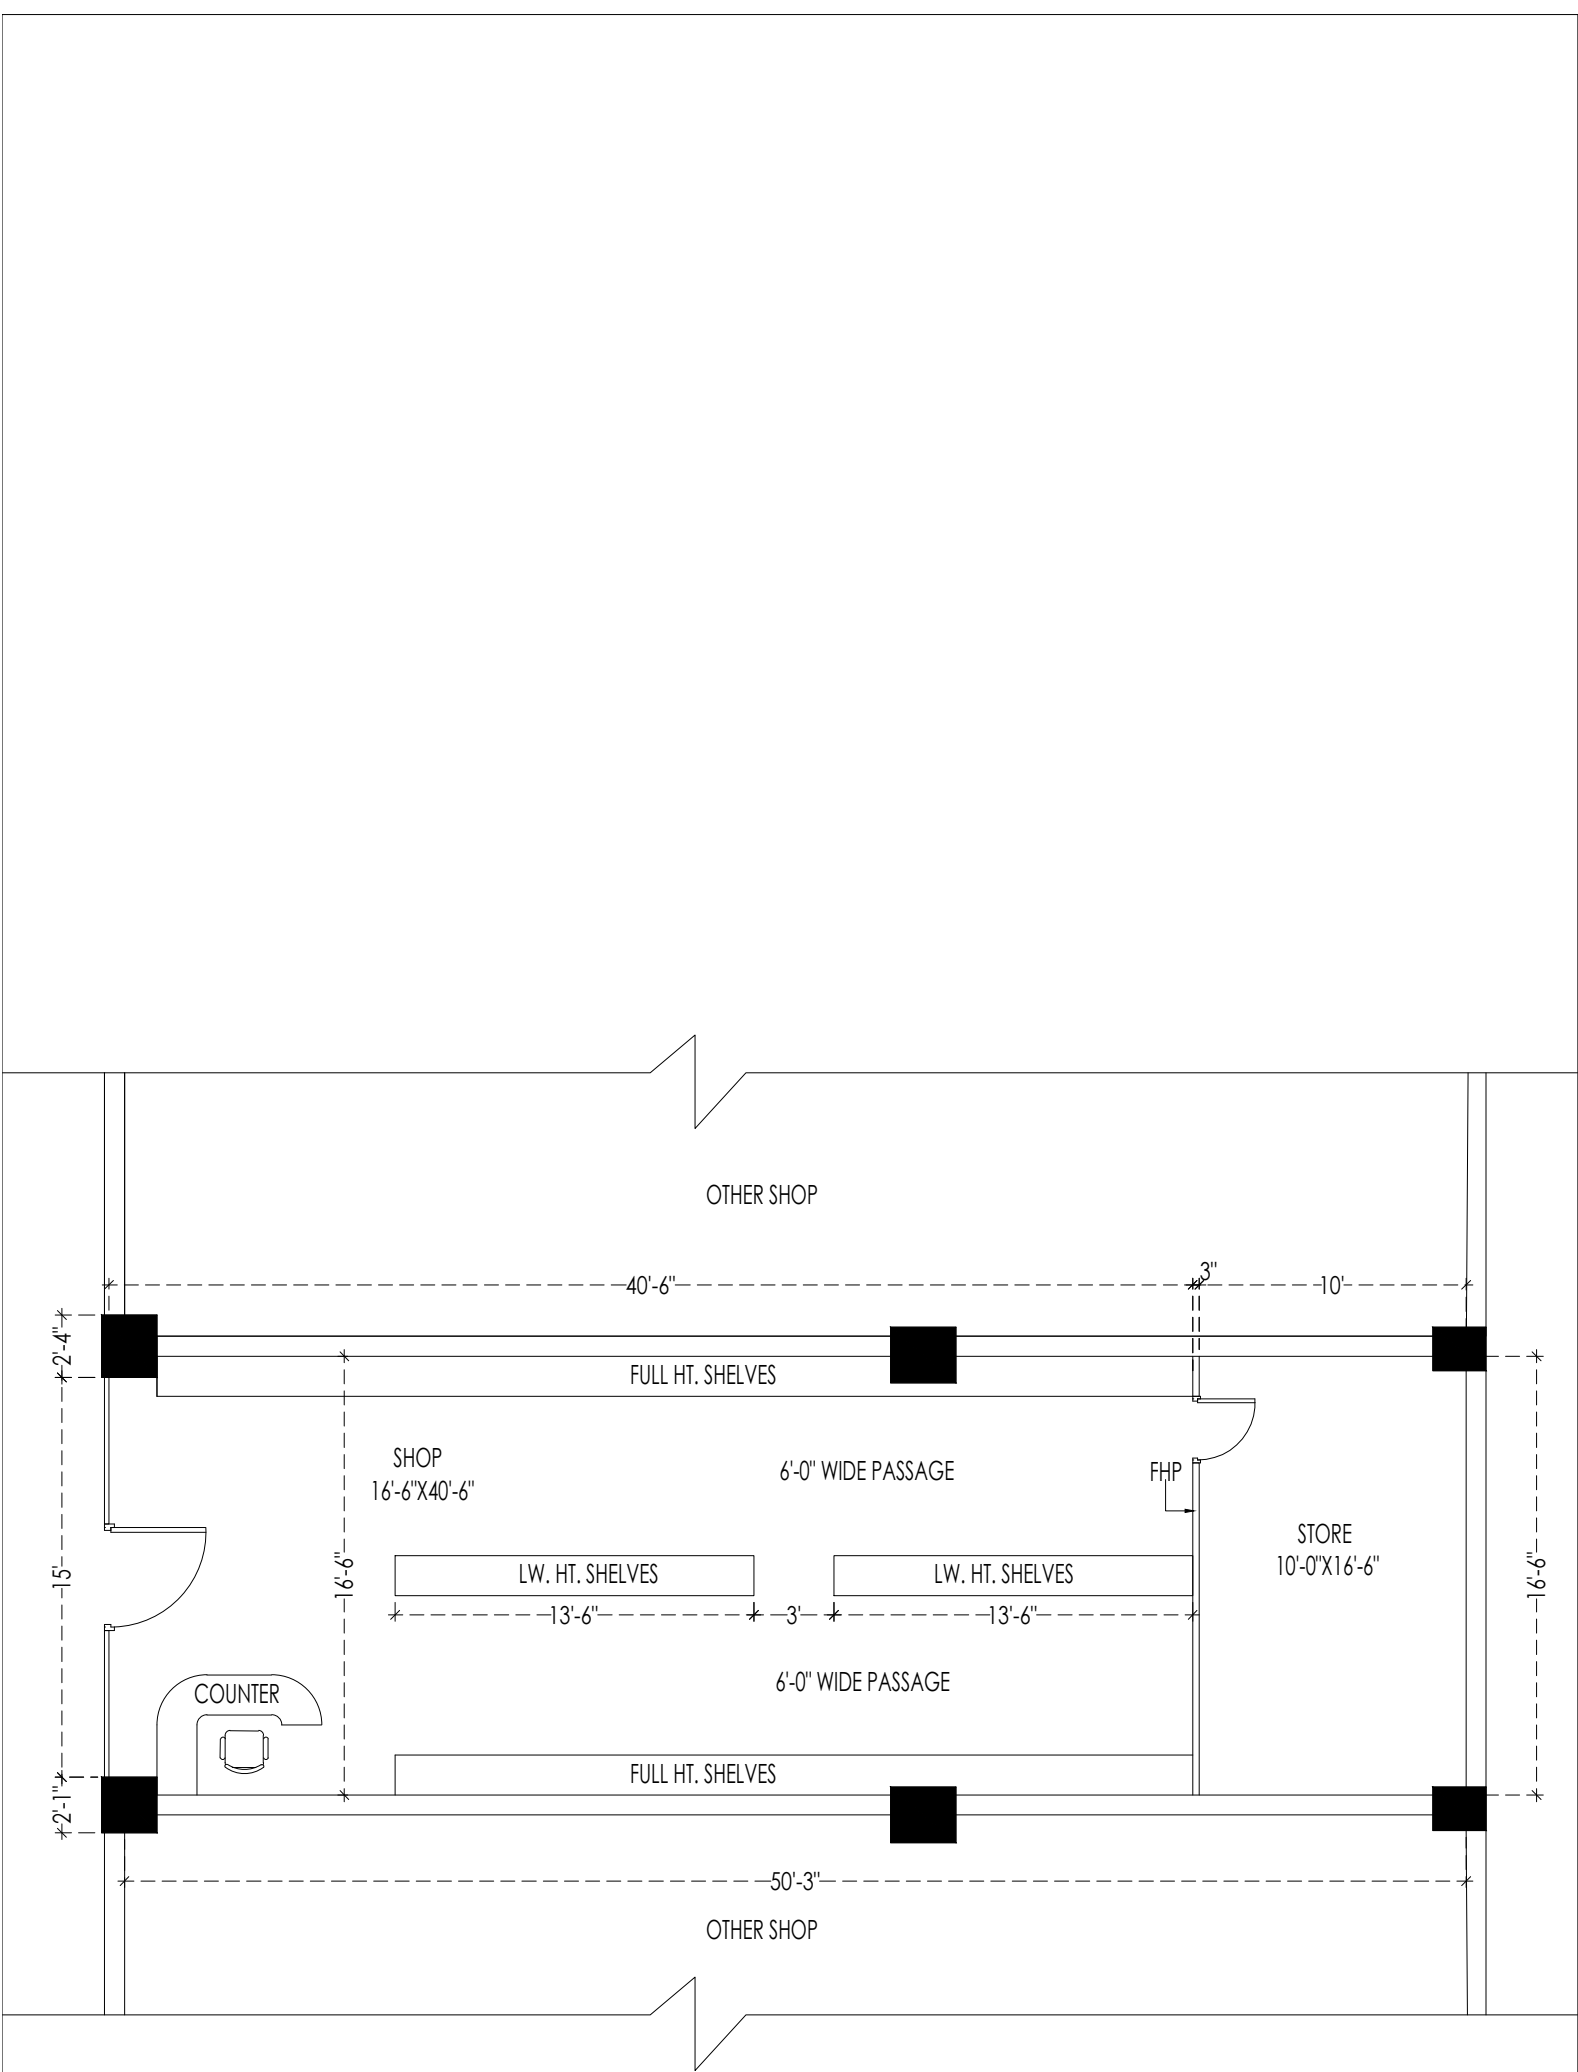 OTHER SHOP
40'-6"
3"
10'
2'-4"
FULL HT. SHELVES
SHOP
16'-6"X40'-6"
6'-0" WIDE PASSAGE
FHP
STORE
10'-0"X16'-6"
15'
16'-6"
LW. HT. SHELVES
LW. HT. SHELVES
16'-6"
13'-6"
3'
13'-6"
6'-0" WIDE PASSAGE
COUNTER
FULL HT. SHELVES
2'-1"
50'-3"
OTHER SHOP